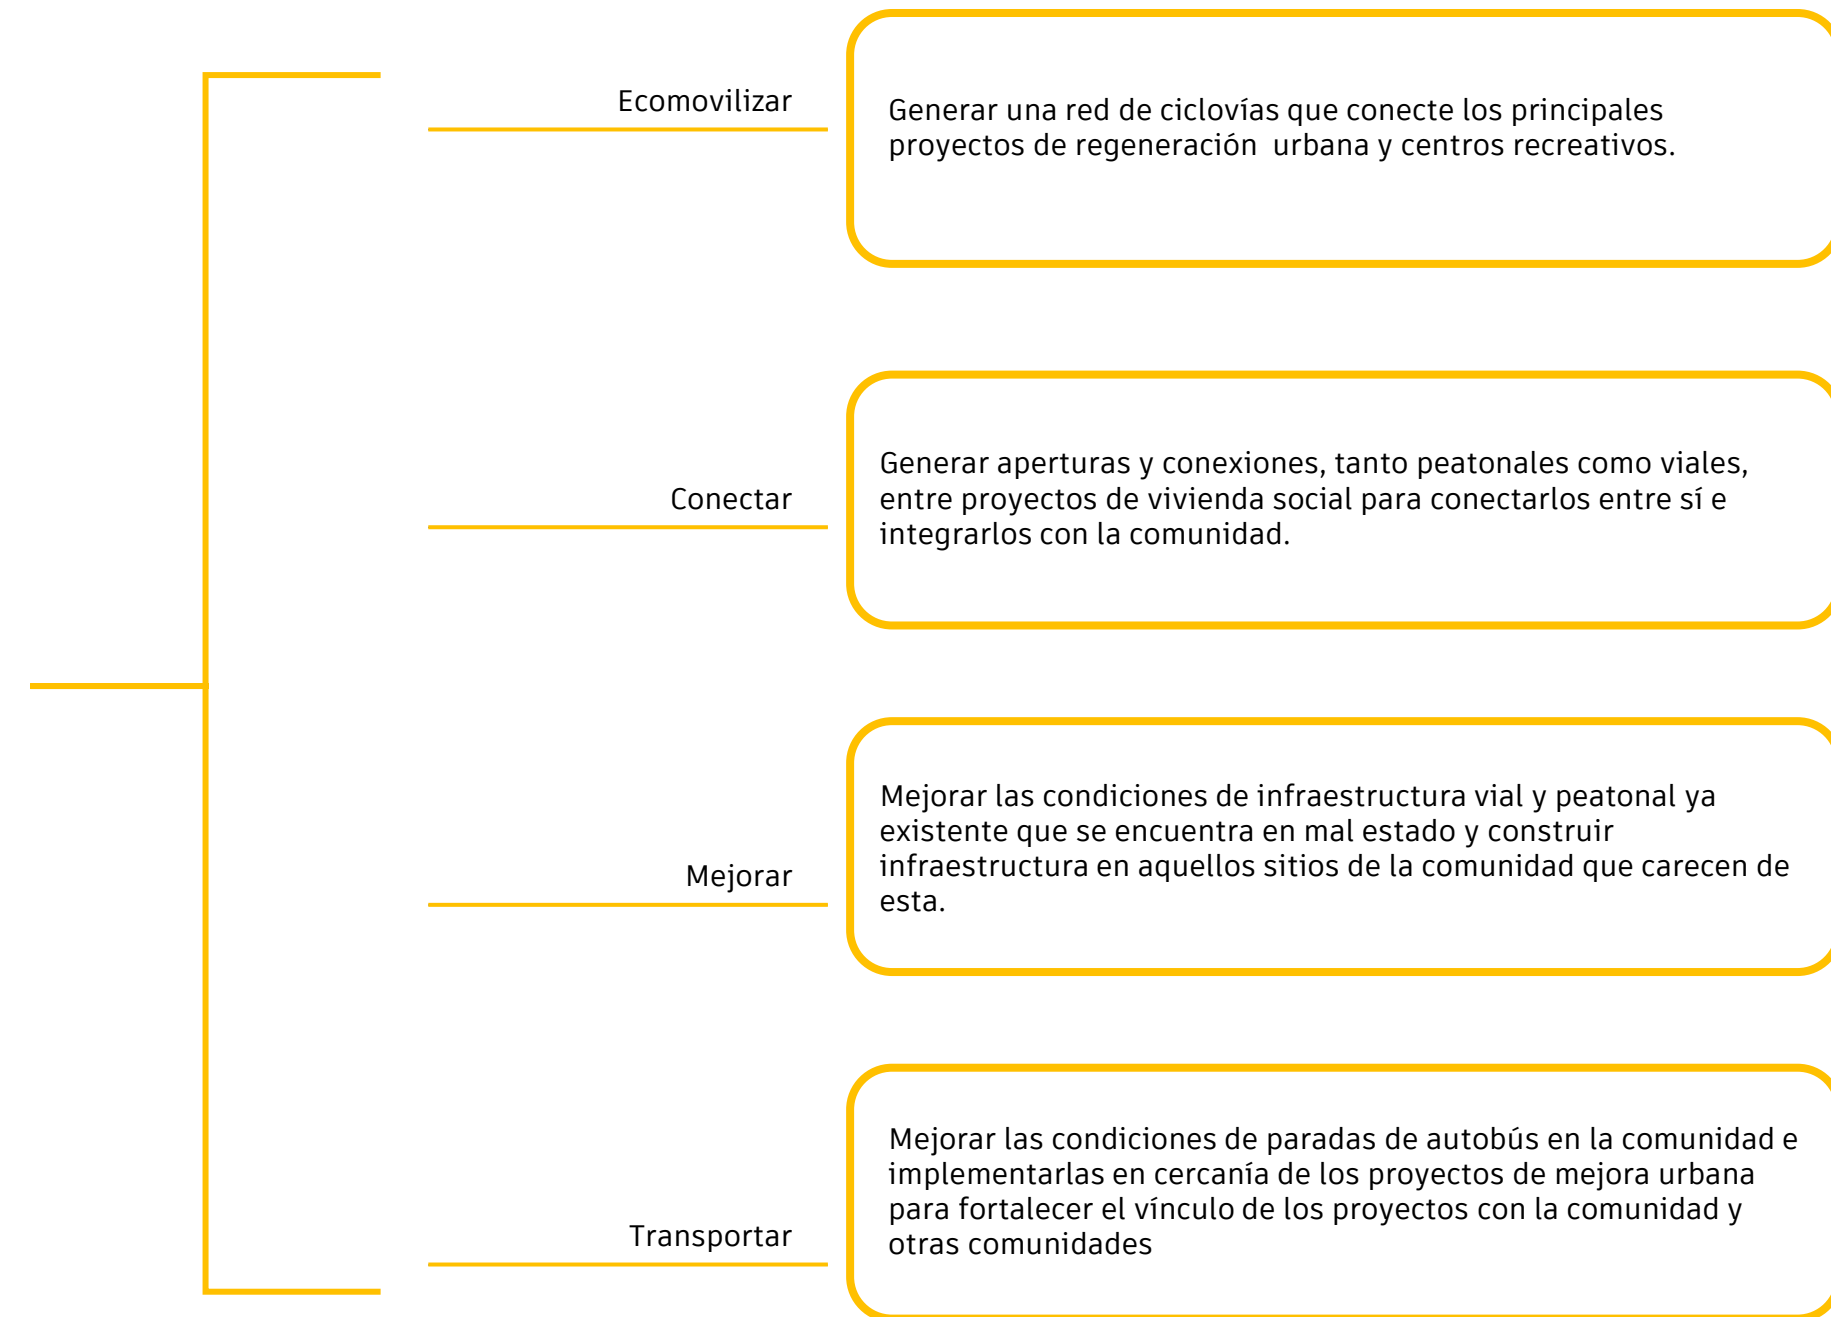 Ecomovilizar
Generar una red de ciclovías que conecte los principales
proyectos de regeneración  urbana y centros recreativos.
Conectar
Generar aperturas y conexiones, tanto peatonales como viales,
entre proyectos de vivienda social para conectarlos entre sí e
integrarlos con la comunidad.
Mejorar
Mejorar las condiciones de infraestructura vial y peatonal ya
existente que se encuentra en mal estado y construir
infraestructura en aquellos sitios de la comunidad que carecen de
esta.
Transportar
Mejorar las condiciones de paradas de autobús en la comunidad e
implementarlas en cercanía de los proyectos de mejora urbana
para fortalecer el vínculo de los proyectos con la comunidad y
otras comunidades